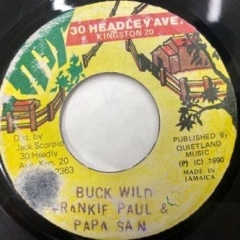 30 HEADLEY AVE.
KINGSTON 20
Dist. by
Jack Scorpio
30 Headly
Ave. Kgn. 20
2363
PUBLISHED BY
QUIETLAND
MUSIC
(P) (C) 1990
MADE IN
JAMAICA
BUCK WILD
FRANKIE PAUL &
PAPA SAN